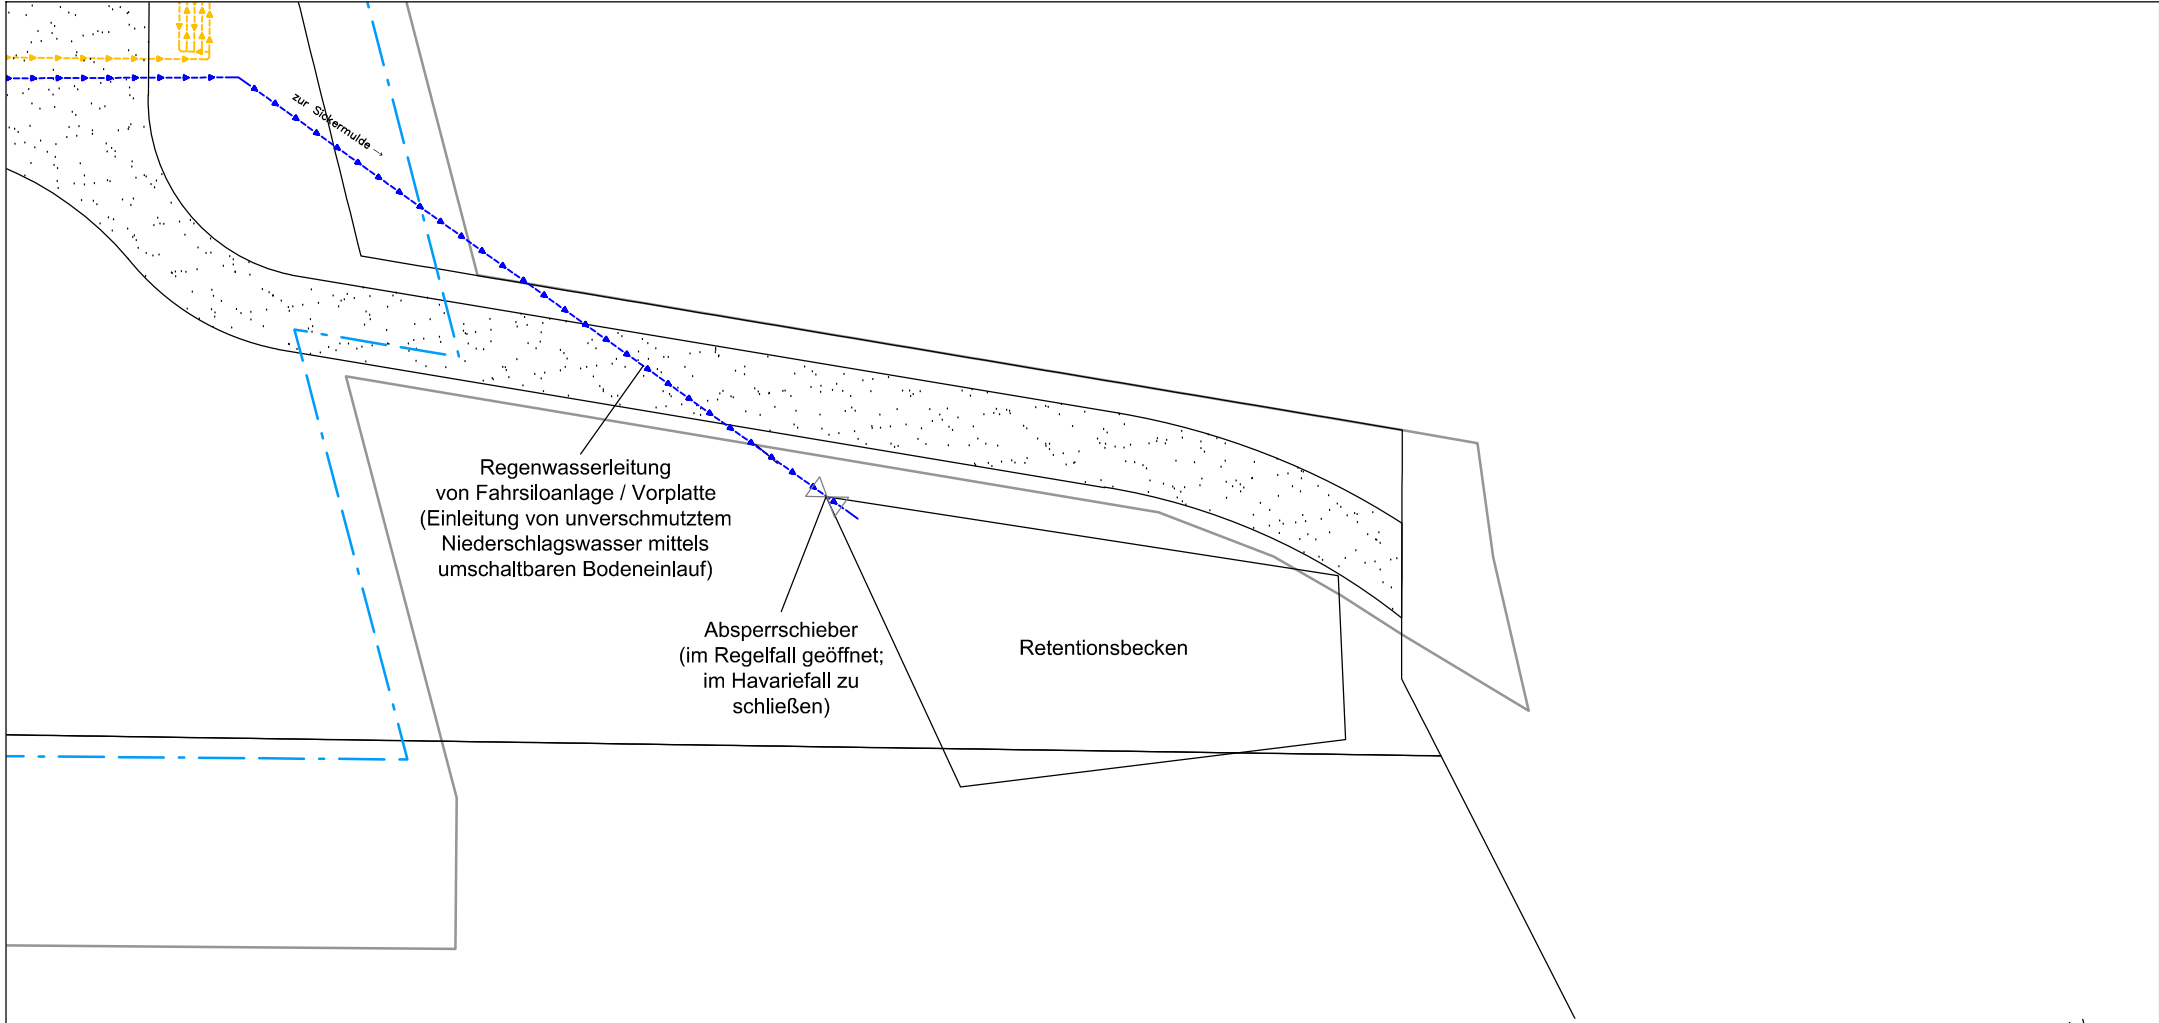 zur Sickermulde →
Regenwasserleitung
von Fahrsiloanlage / Vorplatte
(Einleitung von unverschmutztem
Niederschlagswasser mittels
umschaltbaren Bodeneinlauf)
Absperrschieber
(im Regelfall geöffnet;
im Havariefall zu
schließen)
Retentionsbecken